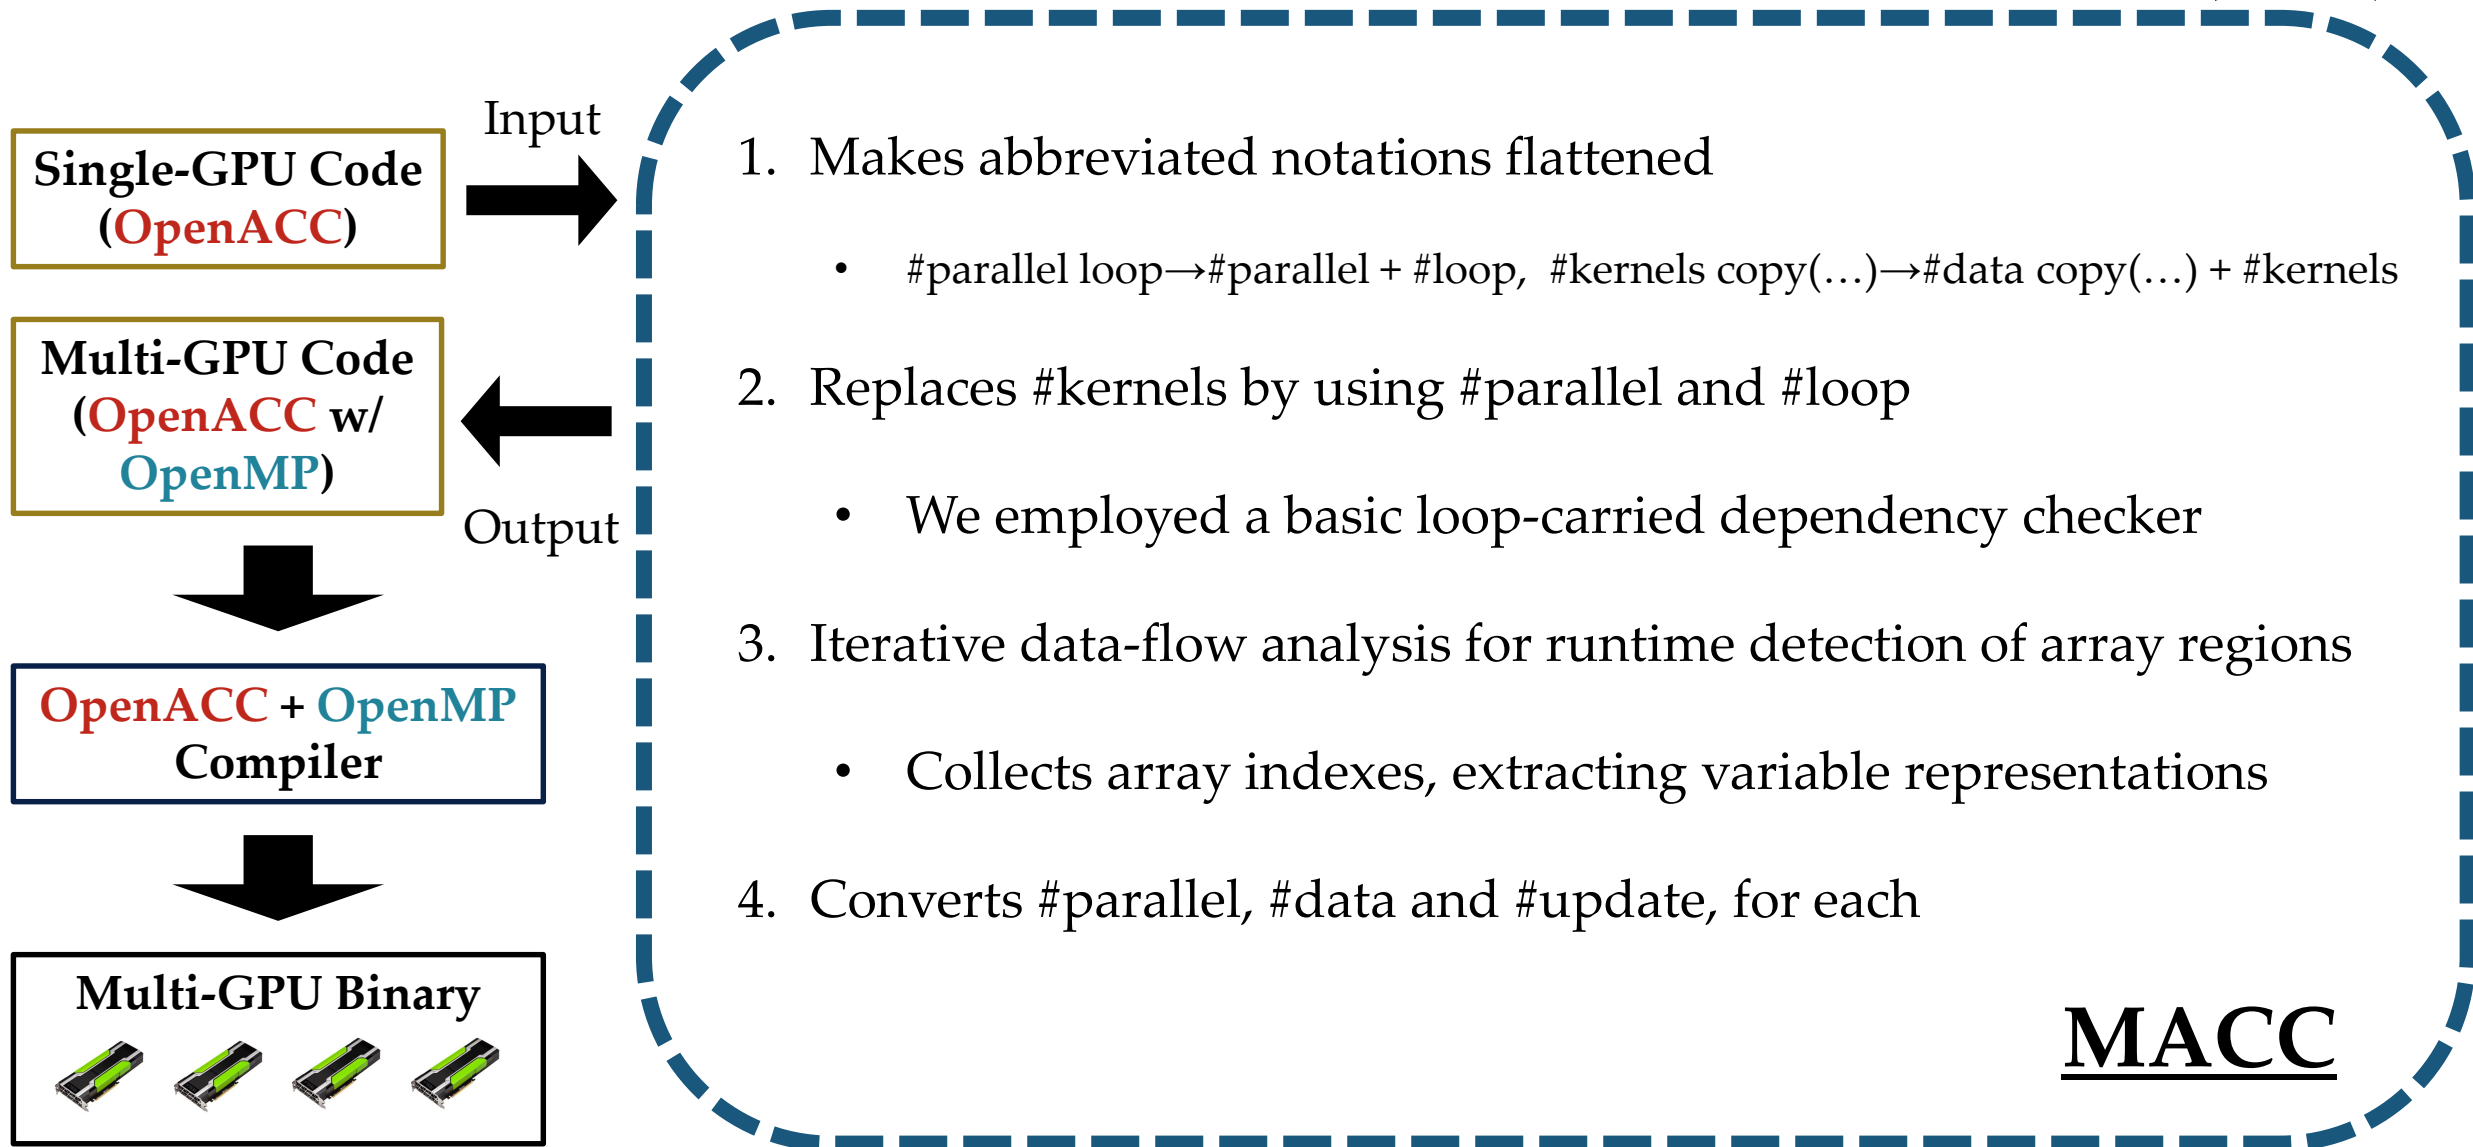 Single-GPU Code
(OpenACC)
Input
Multi-GPU Code
(OpenACC w/
OpenMP)
Output
OpenACC + OpenMP
Compiler
Multi-GPU Binary
1. Makes abbreviated notations flattened
• #parallel loop→#parallel + #loop, #kernels copy(…)→#data copy(…) + #kernels
2. Replaces #kernels by using #parallel and #loop
• We employed a basic loop-carried dependency checker
3. Iterative data-flow analysis for runtime detection of array regions
• Collects array indexes, extracting variable representations
4. Converts #parallel, #data and #update, for each
MACC